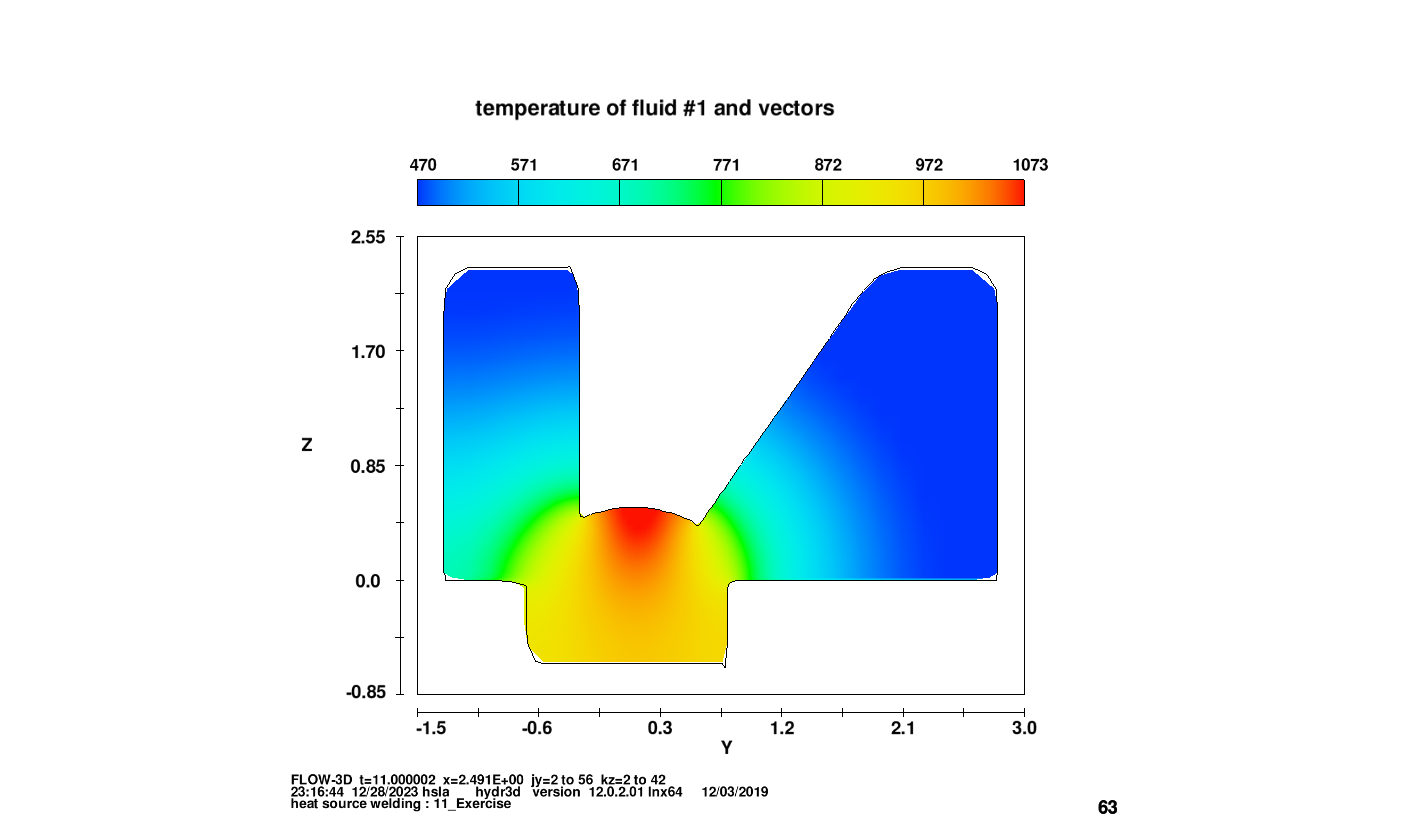 temperature of fluid #1 and vectors
470 571 671 771 872 972 1073
2.55
1.70
Z
0.85
0.0
-0.85
-1.5 -0.6 0.3 1.2 2.1 3.0
Y
FLOW-3D t=11.000002 x=2.491E+00 jy=2 to 56 kz=2 to 42
23:16:44 12/28/2023 hsla hydr3d version 12.0.2.01 lnx64 12/03/2019
heat source welding : 11_Exercise
63